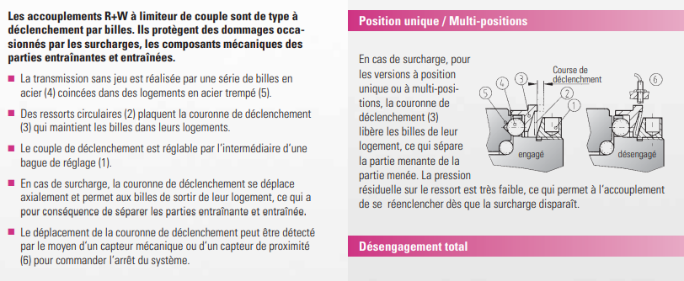 Les accouplements R+W à limiteur de couple sont de type à
déclenchement par billes. Ils protègent des dommages occa-
sionnés par les surcharges, les composants mécaniques des
parties entraînantes et entraînées.
La transmission sans jeu est réalisée par une série de billes en
acier (4) coincées dans des logements en acier trempé (5).
Des ressorts circulaires (2) plaquent la couronne de déclenchement
(3) qui maintient les billes dans leurs logements.
Le couple de déclenchement est réglable par l'intermédiaire d'une
bague de réglage (1).
En cas de surcharge, la couronne de déclenchement se déplace
axialement et permet aux billes de sortir de leur logement, ce qui a
pour conséquence de séparer les parties entraînante et entraînée.
Le déplacement de la couronne de déclenchement peut être détecté
par le moyen d'un capteur mécanique ou d'un capteur de proximité
(6) pour commander l'arrêt du système.
Position unique / Multi-positions
En cas de surcharge, pour
les versions à position
unique ou à multi-posi-
tions, la couronne de
déclenchement (3)
libère les billes de leur
logement, ce qui sépare
la partie menante de la
partie menée. La pression
résiduelle sur le ressort est très faible, ce qui permet à l'accouplement
de se réenclencher dès que la surcharge disparaît.
Course de
déclenchment
5
4
3
2
1
6
engagé
désengagé
Désengagement total